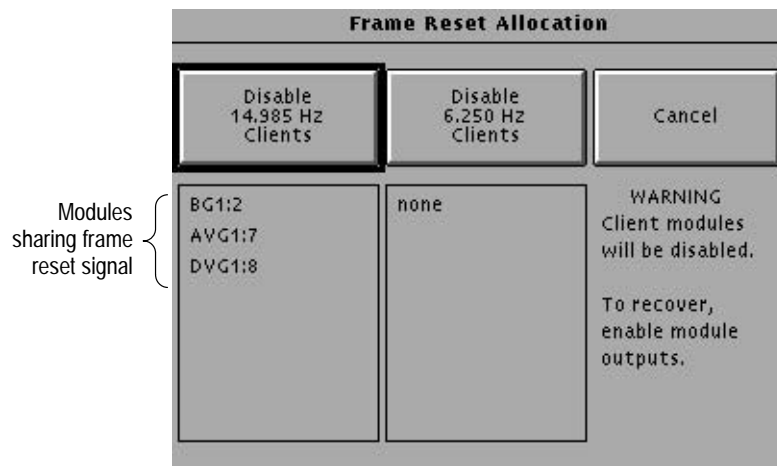 Frame Reset Allocation
Disable
14.985 Hz
Clients
Disable
6.250 Hz
Clients
Cancel
Modules
sharing frame
reset signal
BG1:2
AVG1:7
DVG1:8
none
WARNING
Client modules
will be disabled.
To recover,
enable module
outputs.